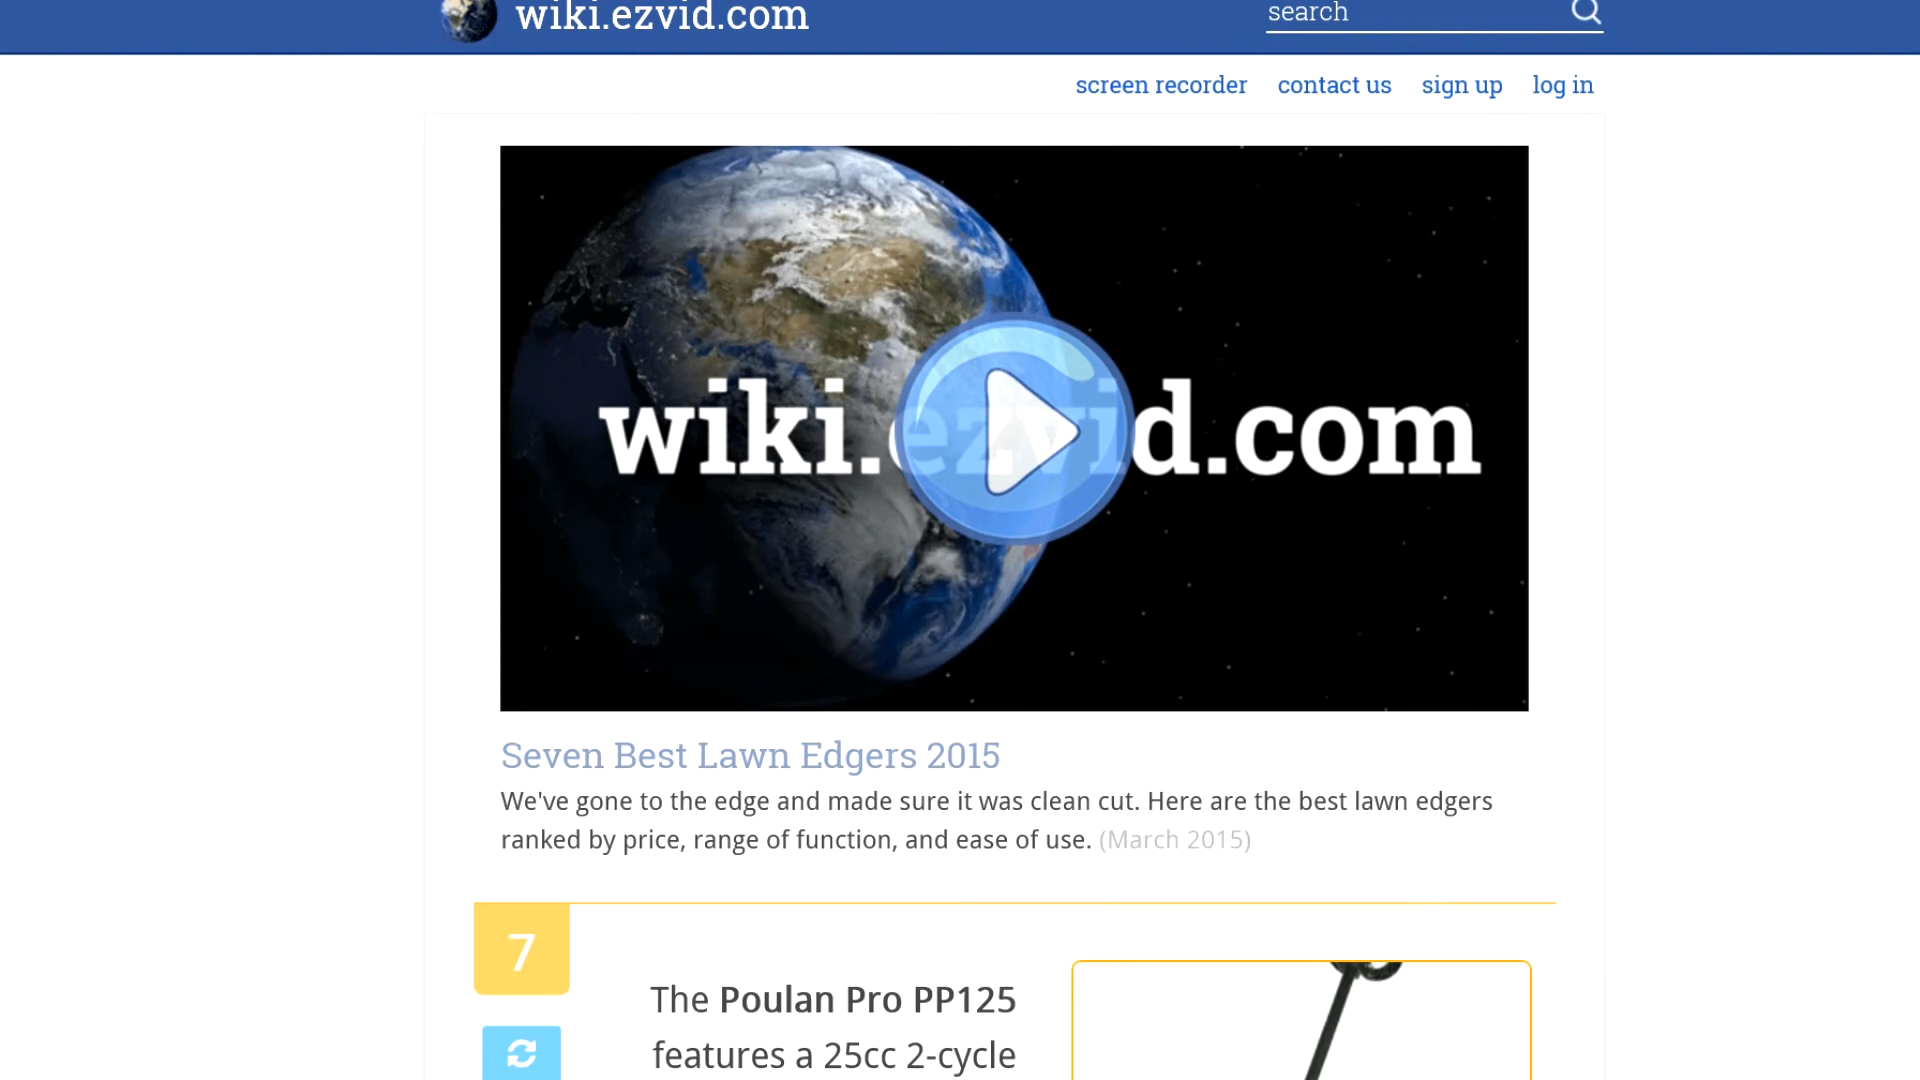 wiki.ezvid.com
search
screen recorder contact us sign up log in
wiki.ezvid.com
Seven Best Lawn Edgers 2015
We've gone to the edge and made sure it was clean cut. Here are the best lawn edgers
ranked by price, range of function, and ease of use. (March 2015)
7
The Poulan Pro PP125
features a 25cc 2-cycle